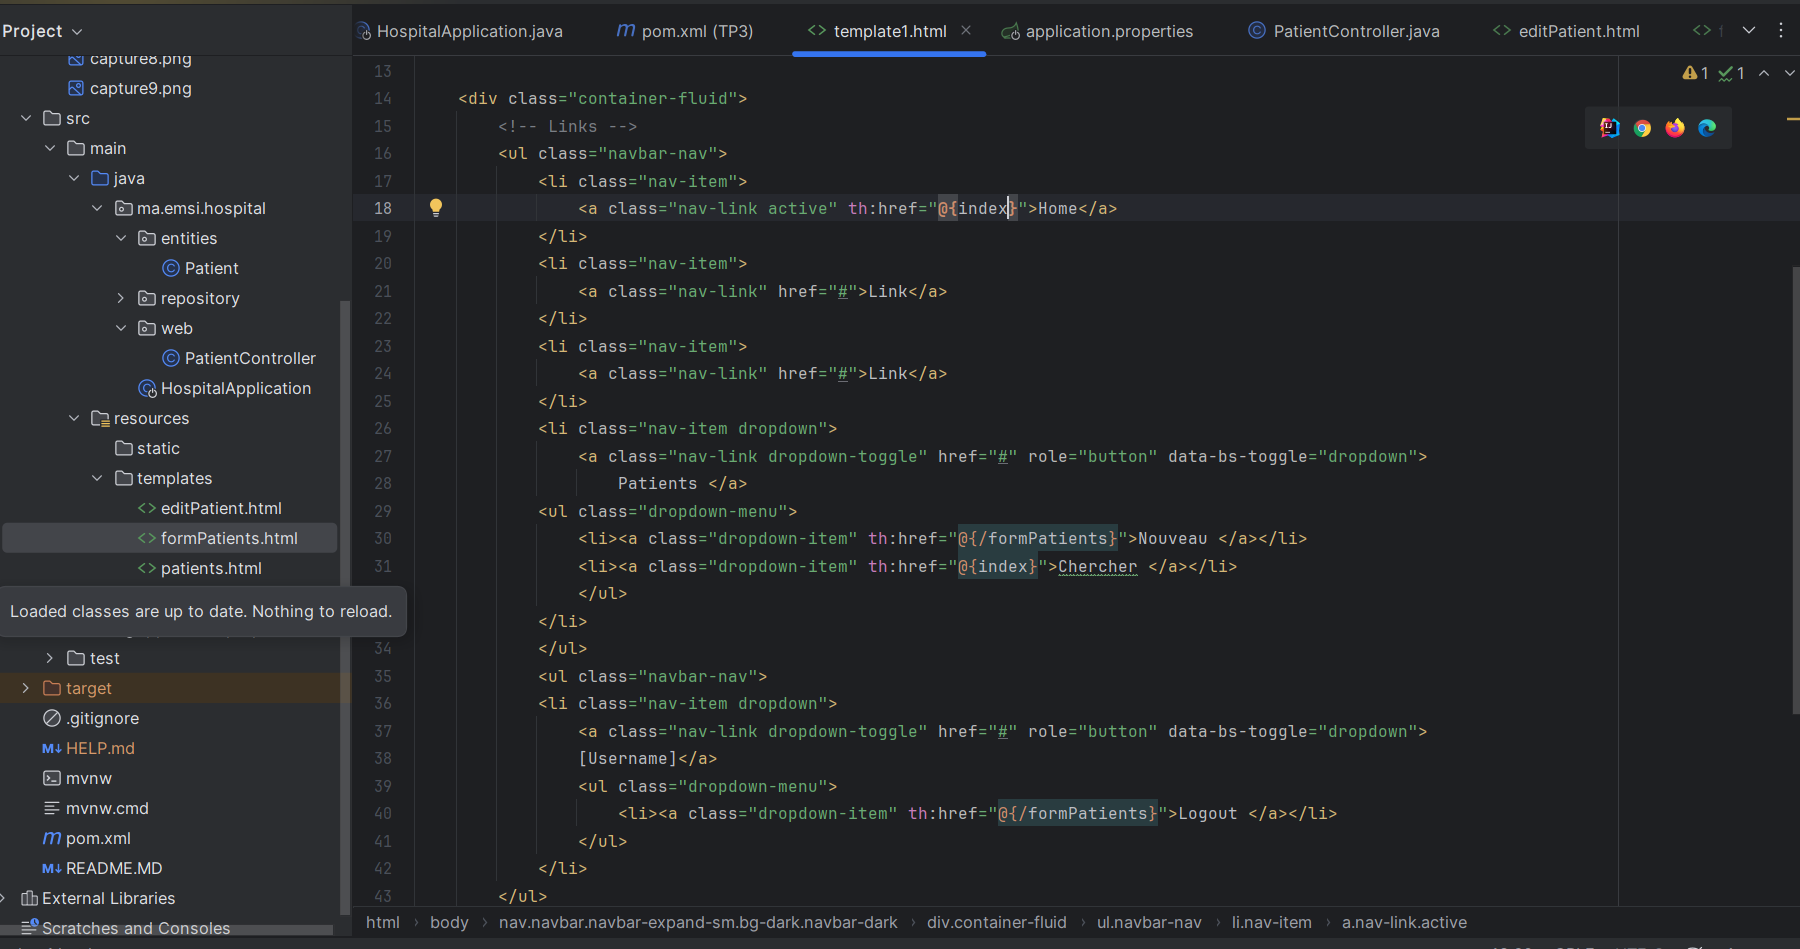 Project
HospitalApplication.java
pom.xml (TP3)
template1.html
application.properties
PatientController.java
editPatient.html
capture8.png
capture9.png
src
main
java
ma.emsi.hospital
entities
Patient
repository
web
PatientController
HospitalApplication
resources
static
templates
editPatient.html
formPatients.html
patients.html
Loaded classes are up to date. Nothing to reload.
test
target
.gitignore
HELP.md
mvnw
mvnw.cmd
pom.xml
README.MD
External Libraries
Scratches and Consoles
1 1
13
14 <div class="container-fluid">
15 <!-- Links -->
16 <ul class="navbar-nav">
17 <li class="nav-item">
18 <a class="nav-link active" th:href="@{index}">Home</a>
19 </li>
20 <li class="nav-item">
21 <a class="nav-link" href="#">Link</a>
22 </li>
23 <li class="nav-item">
24 <a class="nav-link" href="#">Link</a>
25 </li>
26 <li class="nav-item dropdown">
27 <a class="nav-link dropdown-toggle" href="#" role="button" data-bs-toggle="dropdown">
28 Patients </a>
29 <ul class="dropdown-menu">
30 <li><a class="dropdown-item" th:href="@{/formPatients}">Nouveau </a></li>
31 <li><a class="dropdown-item" th:href="@{index}">Chercher </a></li>
</ul>
</li>
34 </ul>
35 <ul class="navbar-nav">
36 <li class="nav-item dropdown">
37 <a class="nav-link dropdown-toggle" href="#" role="button" data-bs-toggle="dropdown">
38 [Username]</a>
39 <ul class="dropdown-menu">
40 <li><a class="dropdown-item" th:href="@{/formPatients}">Logout </a></li>
41 </ul>
42 </li>
43 </ul>
html › body › nav.navbar.navbar-expand-sm.bg-dark.navbar-dark › div.container-fluid › ul.navbar-nav › li.nav-item › a.nav-link.active